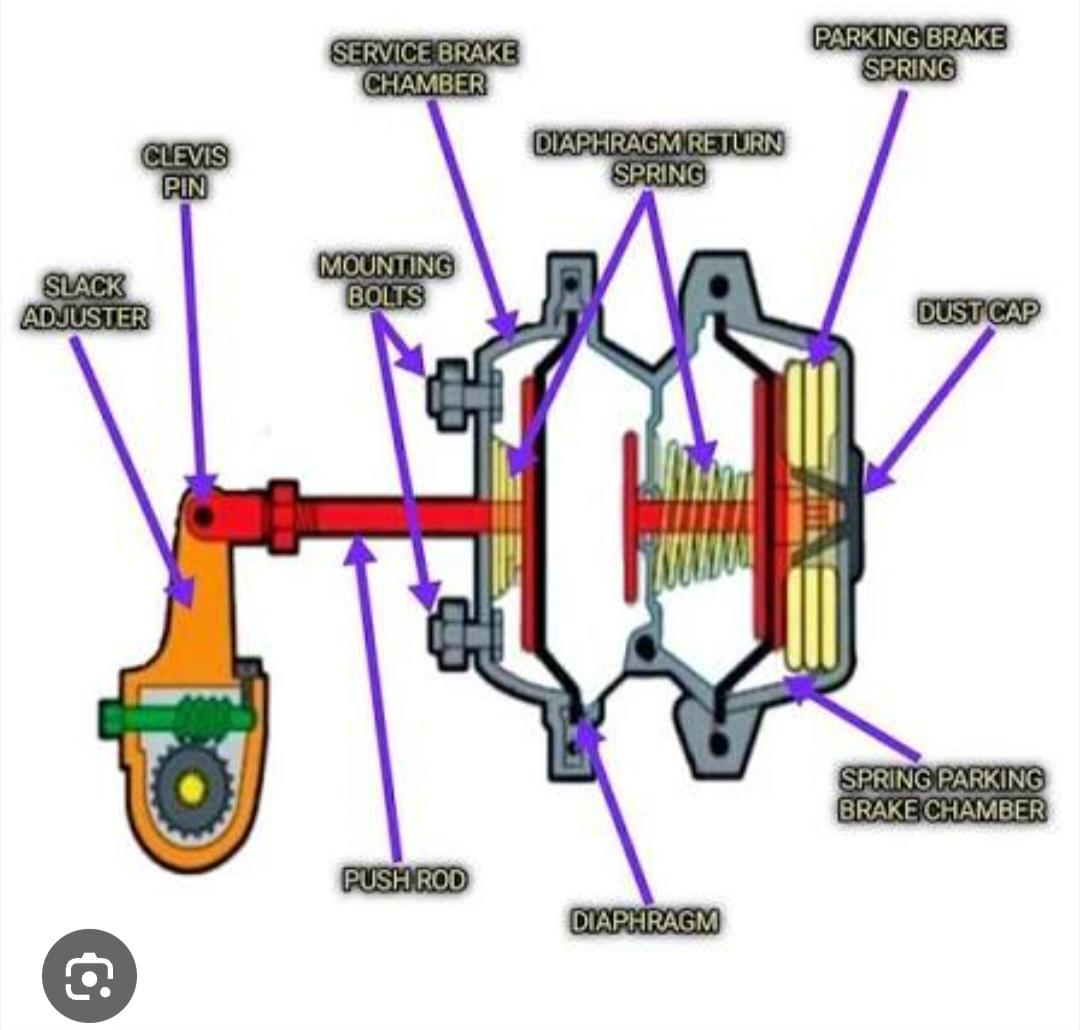 SERVICE BRAKE
CHAMBER
PARKING BRAKE
SPRING
DIAPHRAGM RETURN
SPRING
CLEVIS
PIN
MOUNTING
BOLTS
SLACK
ADJUSTER
DUST CAP
SPRING PARKING
BRAKE CHAMBER
PUSH ROD
DIAPHRAGM